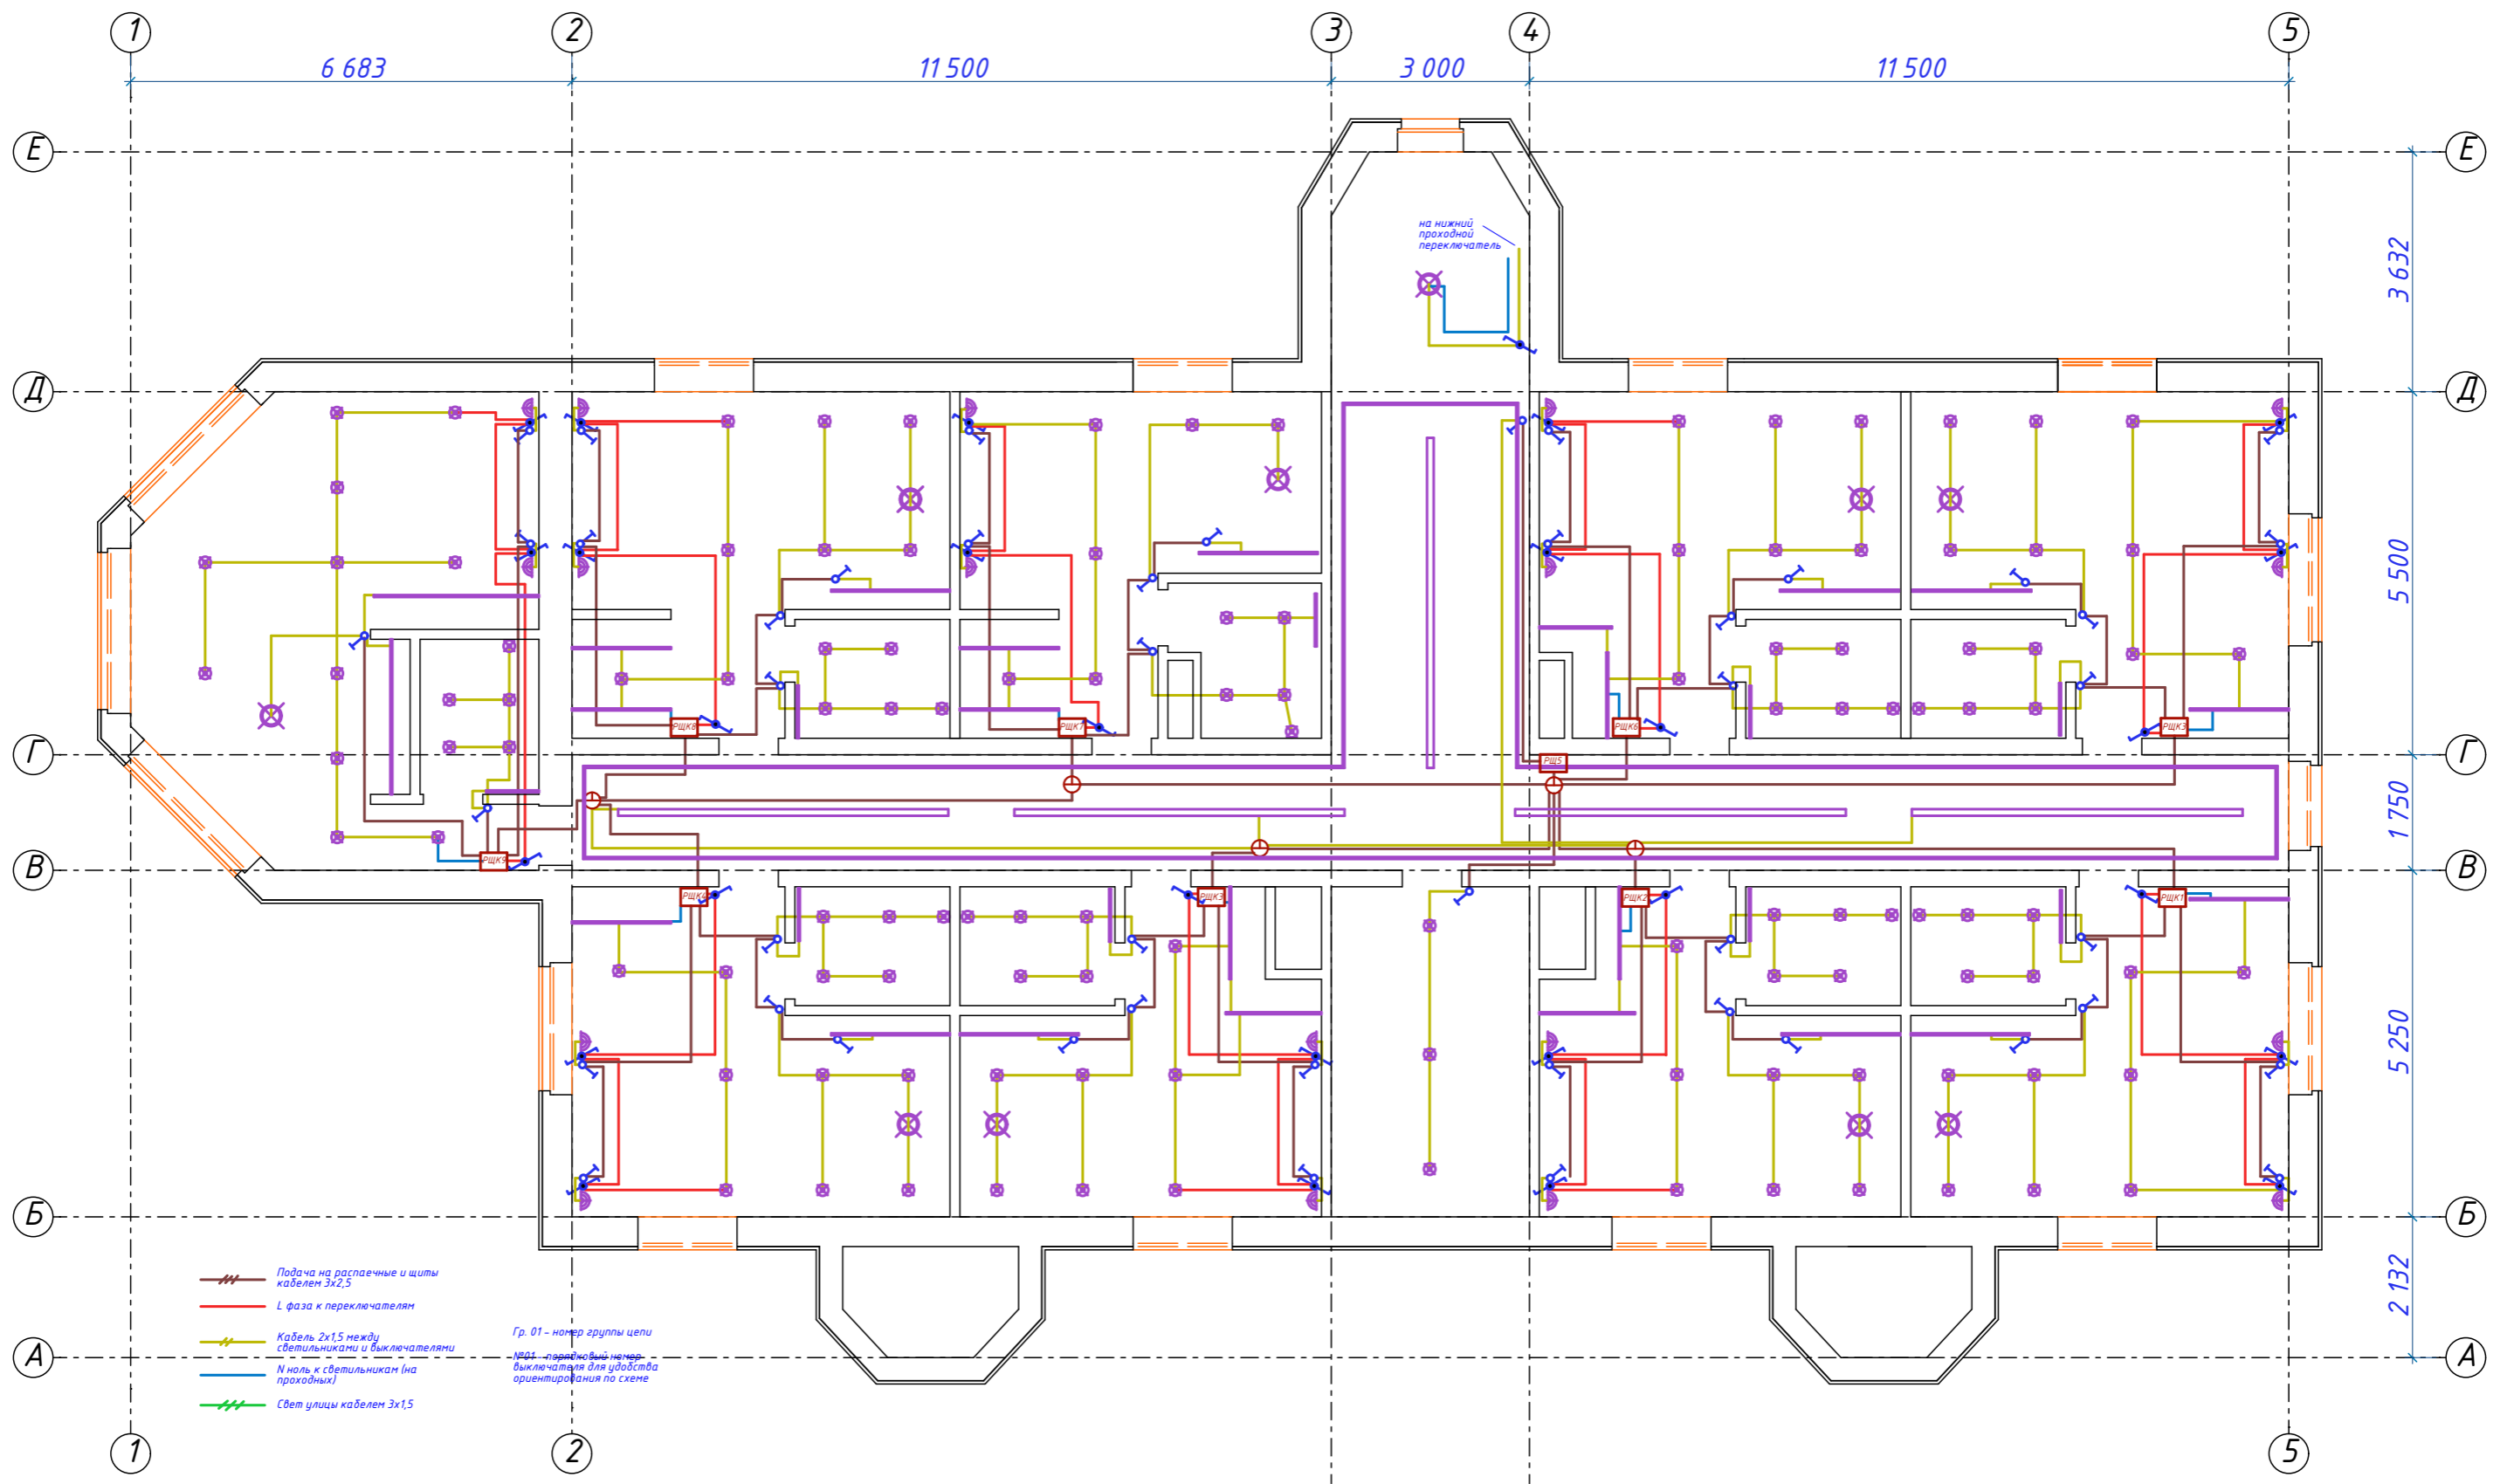 1 2 3 4 5
6 683 11 500 3 000 11 500
Е Е
на нижний
проходной
переключатель
3 632
Д Д
5 500
РЩК8 РЩК7 РЩК6 РЩК3
Г Г
РЩ5
1 750
РЩК9
В В
РЩК4 РЩК3 РЩК2 РЩК1
5 250
Б Б
2 132
Подача на распаечные и щиты
кабелем 3х2,5
L фаза к переключателям
Кабель 2х1,5 между
светильниками и выключателями
N ноль к светильникам (на
проходных)
Свет улицы кабелем 3х1,5
Гр. 01 – номер группы цепи
№01 – порядковый номер
выключателя для удобства
ориентирования по схеме
А А
1 2 5